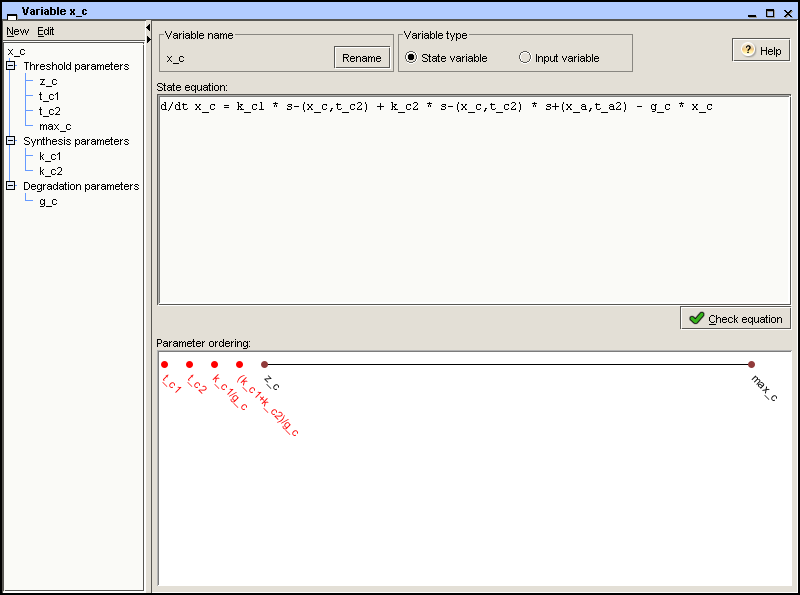 Variable x_c
New Edit
x_c
Threshold parameters
z_c
t_c1
t_c2
max_c
Synthesis parameters
k_c1
k_c2
Degradation parameters
g_c
Variable name
x_c
Rename
Variable type
State variable
Input variable
Help
State equation:
d/dt x_c = k_c1 * s-(x_c,t_c2) + k_c2 * s-(x_c,t_c2) * s+(x_a,t_a2) - g_c * x_c
Check equation
Parameter ordering:
t_c1
t_c2
k_c1/g_c
(k_c1+k_c2)/g_c
z_c
max_c